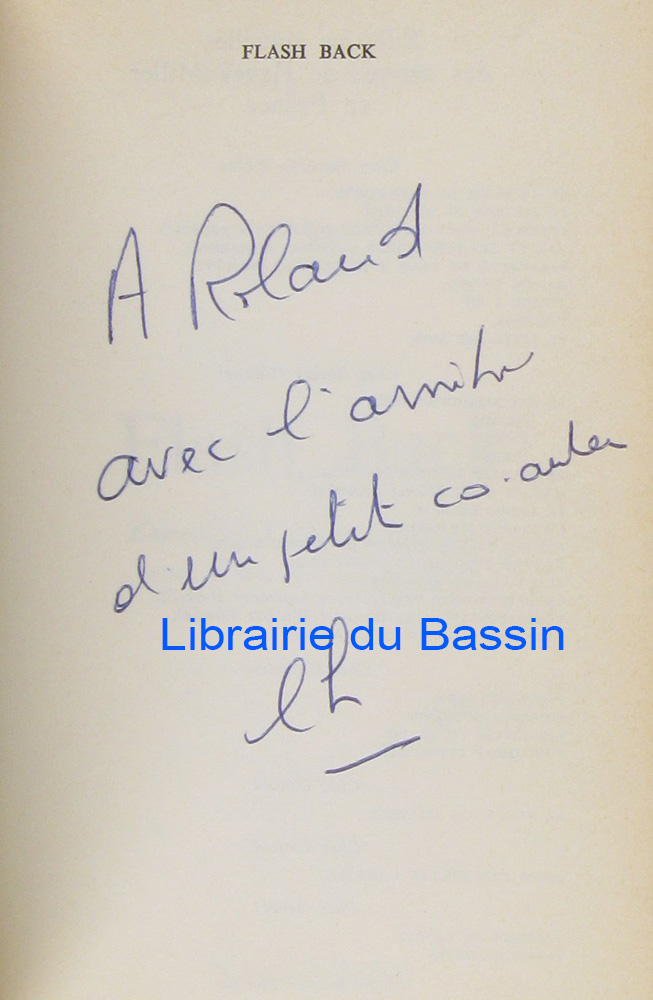 FLASH BACK
A Roland
avec l'amitié
d'un petit co-auteur
Librairie du Bassin